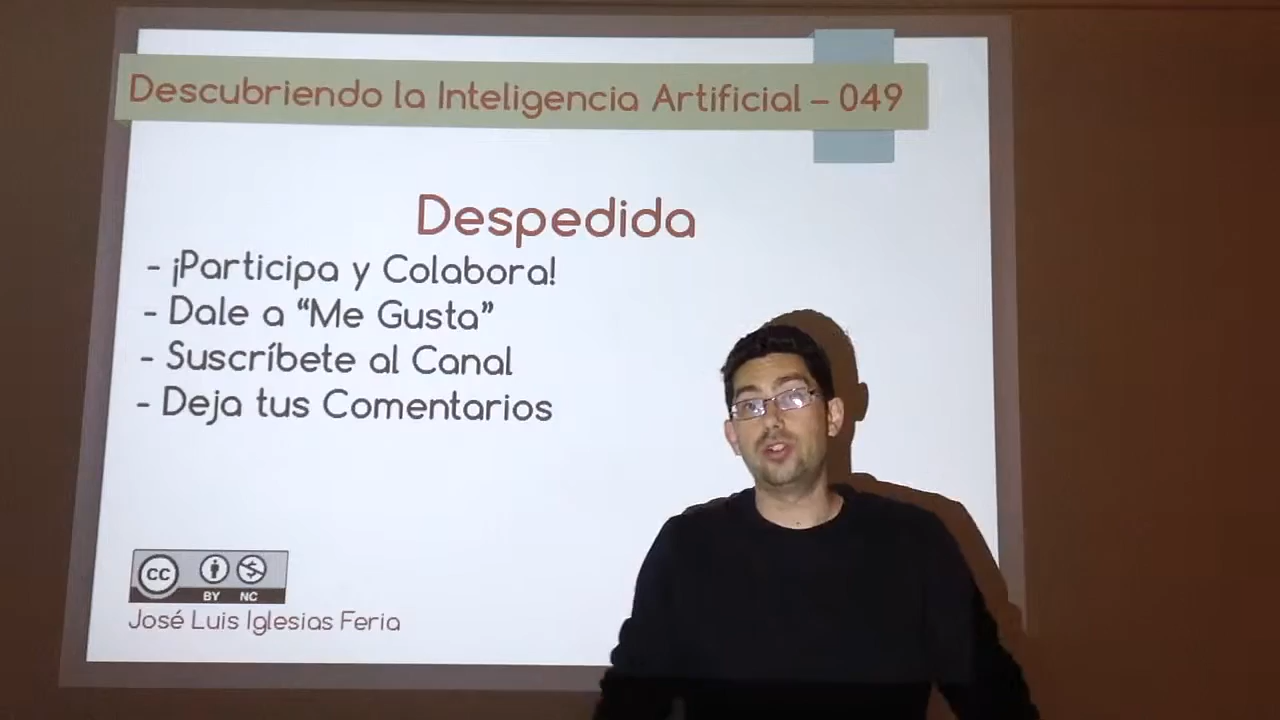 Descubriendo la Inteligencia Artificial – 049
Despedida
- ¡Participa y Colabora!
- Dale a “Me Gusta”
- Suscríbete al Canal
- Deja tus Comentarios
cc
BY NC
José Luis Iglesias Feria